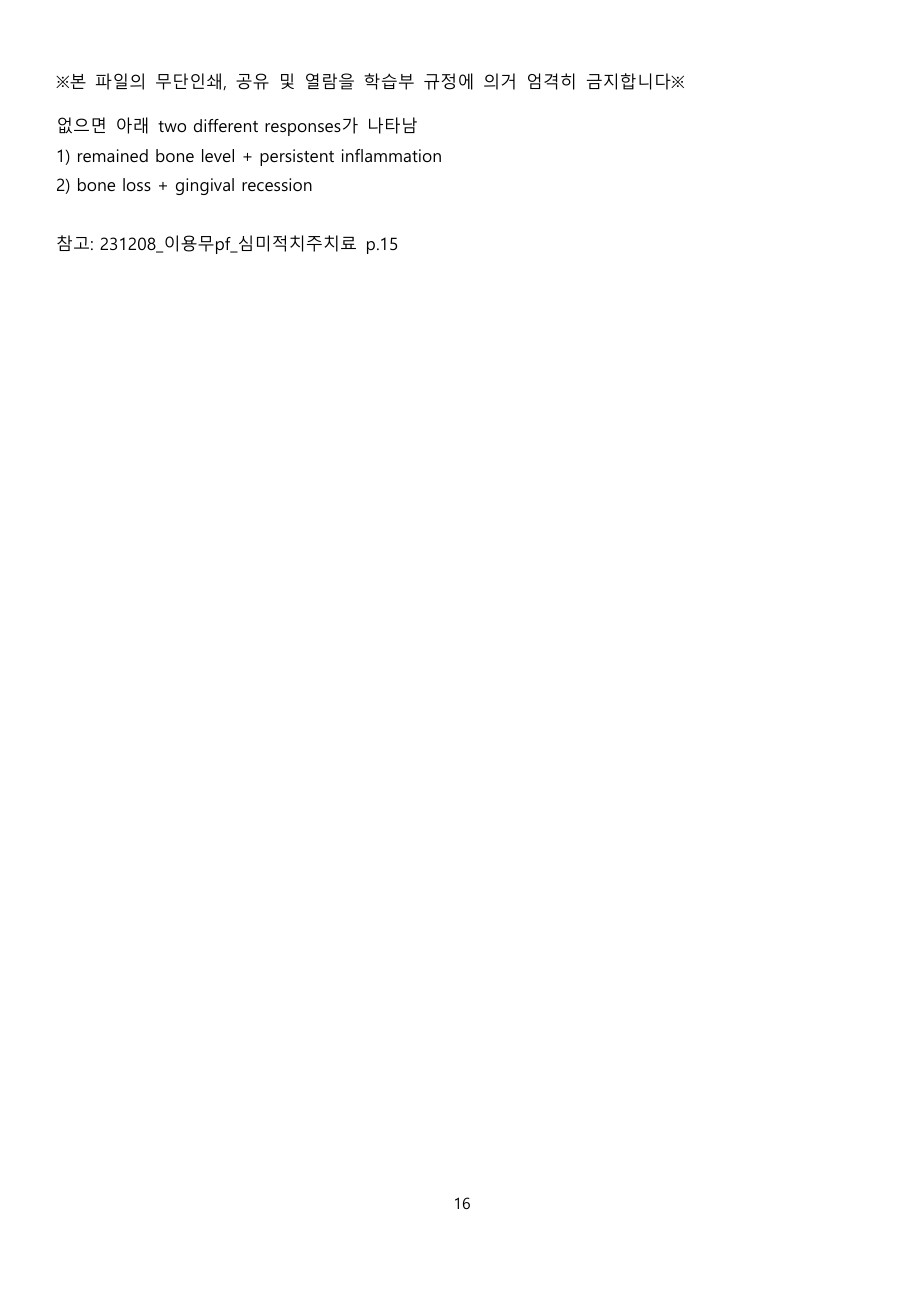 ※본 파일의 무단인쇄, 공유 및 열람을 학습부 규정에 의거 엄격히 금지합니다※
없으면 아래 two different responses가 나타남
1) remained bone level + persistent inflammation
2) bone loss + gingival recession
참고: 231208_이용무pf_심미적치주치료 p.15
16